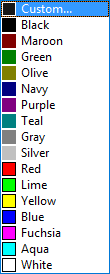 Custom...
Black
Maroon
Green
Olive
Navy
Purple
Teal
Gray
Silver
Red
Lime
Yellow
Blue
Fuchsia
Aqua
White